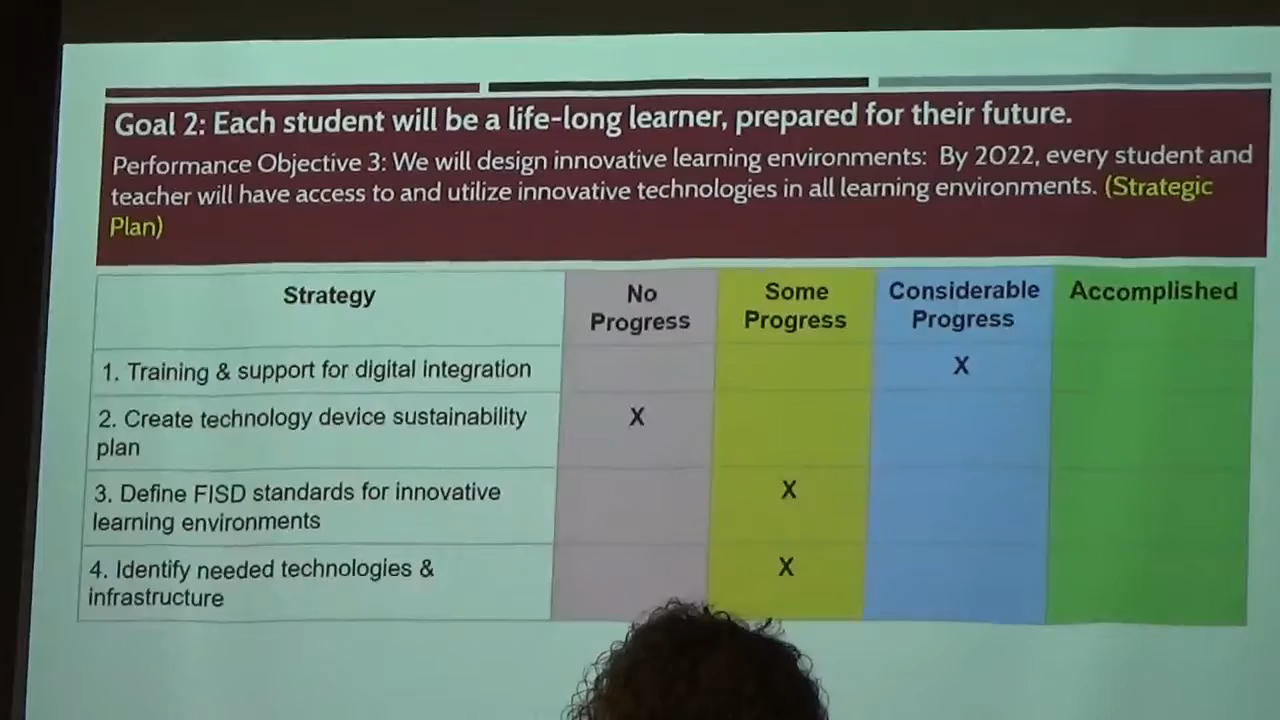 Goal 2: Each student will be a life-long learner, prepared for their future.
Performance Objective 3: We will design innovative learning environments: By 2022, every student and
teacher will have access to and utilize innovative technologies in all learning environments. (Strategic
Plan)
Strategy
No
Progress
Some
Progress
Considerable
Progress
Accomplished
1. Training & support for digital integration
X
2. Create technology device sustainability
plan
X
3. Define FISD standards for innovative
learning environments
X
4. Identify needed technologies &
infrastructure
X